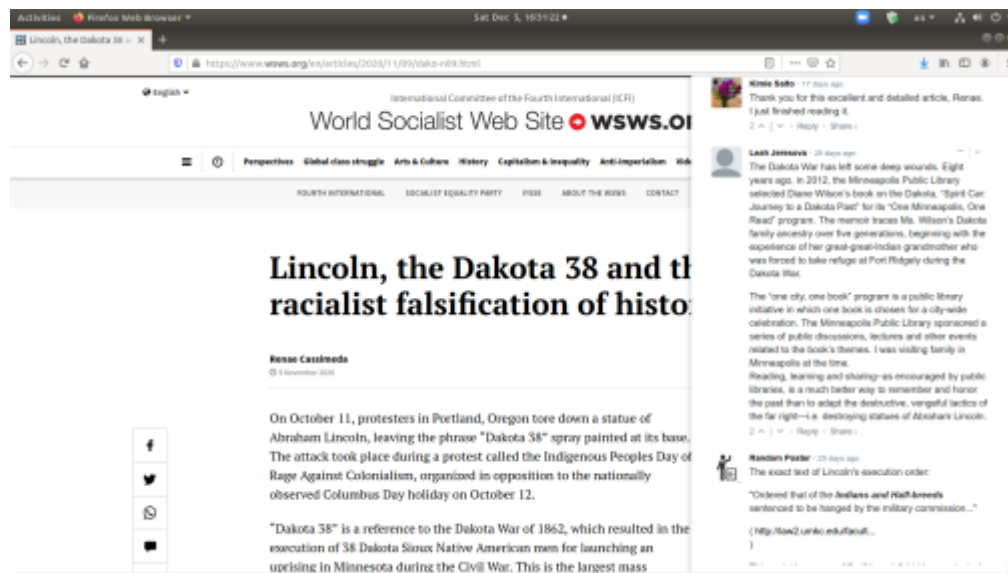 Activities Firefox Web Browser
Sat Dec 5, 16:31:22
Lincoln, the Dakota 38
https://www.wsws.org/en/articles/2020/11/09/dako-n09.html
English
International Committee of the Fourth International (ICFI)
World Socialist Web Site wsws.or
Perspectives Global class struggle Arts & Culture History Capitalism & Inequality Anti-imperialism
FOURTH INTERNATIONAL SOCIALIST EQUALITY PARTY IYSSE ABOUT THE WSWS CONTACT
Lincoln, the Dakota 38 and th
racialist falsification of histo
Renae Cassimeda
9 November 2020
On October 11, protesters in Portland, Oregon tore down a statue of
Abraham Lincoln, leaving the phrase “Dakota 38” spray painted at its base.
The attack took place during a protest called the Indigenous Peoples Day of
Rage Against Colonialism, organized in opposition to the nationally
observed Columbus Day holiday on October 12.
“Dakota 38” is a reference to the Dakota War of 1862, which resulted in the
execution of 38 Dakota Sioux Native American men for launching an
uprising in Minnesota during the Civil War. This is the largest mass
Kimie Saito · 17 days ago
Thank you for this excellent and detailed article, Renae.
I just finished reading it.
2 Reply · Share ›
Leah Jeresova · 25 days ago
The Dakota War has left some deep wounds. Eight
years ago, in 2012, the Minneapolis Public Library
selected Diane Wilson's book on the Dakota, "Spirit Car:
Journey to a Dakota Past" for its "One Minneapolis, One
Read" program. The memoir traces Ms. Wilson's Dakota
family ancestry over five generations, beginning with the
experience of her great-great-Indian grandmother who
was forced to take refuge at Fort Ridgely during the
Dakota War.
The "one city, one book" program is a public library
initiative in which one book is chosen for a city-wide
celebration. The Minneapolis Public Library sponsored a
series of public discussions, lectures and other events
related to the book's themes. I was visiting family in
Minneapolis at the time.
Reading, learning and sharing--as encouraged by public
libraries, is a much better way to remember and honor
the past than to adapt the destructive, vengeful tactics of
the far right—i.e. destroying statues of Abraham Lincoln.
2 Reply · Share ›
Random Poster · 25 days ago
The exact text of Lincoln's execution order:
"Ordered that of the Indians and Half-breeds
sentenced to be hanged by the military commission..."
( http://law2.umkc.edu/facult...
)